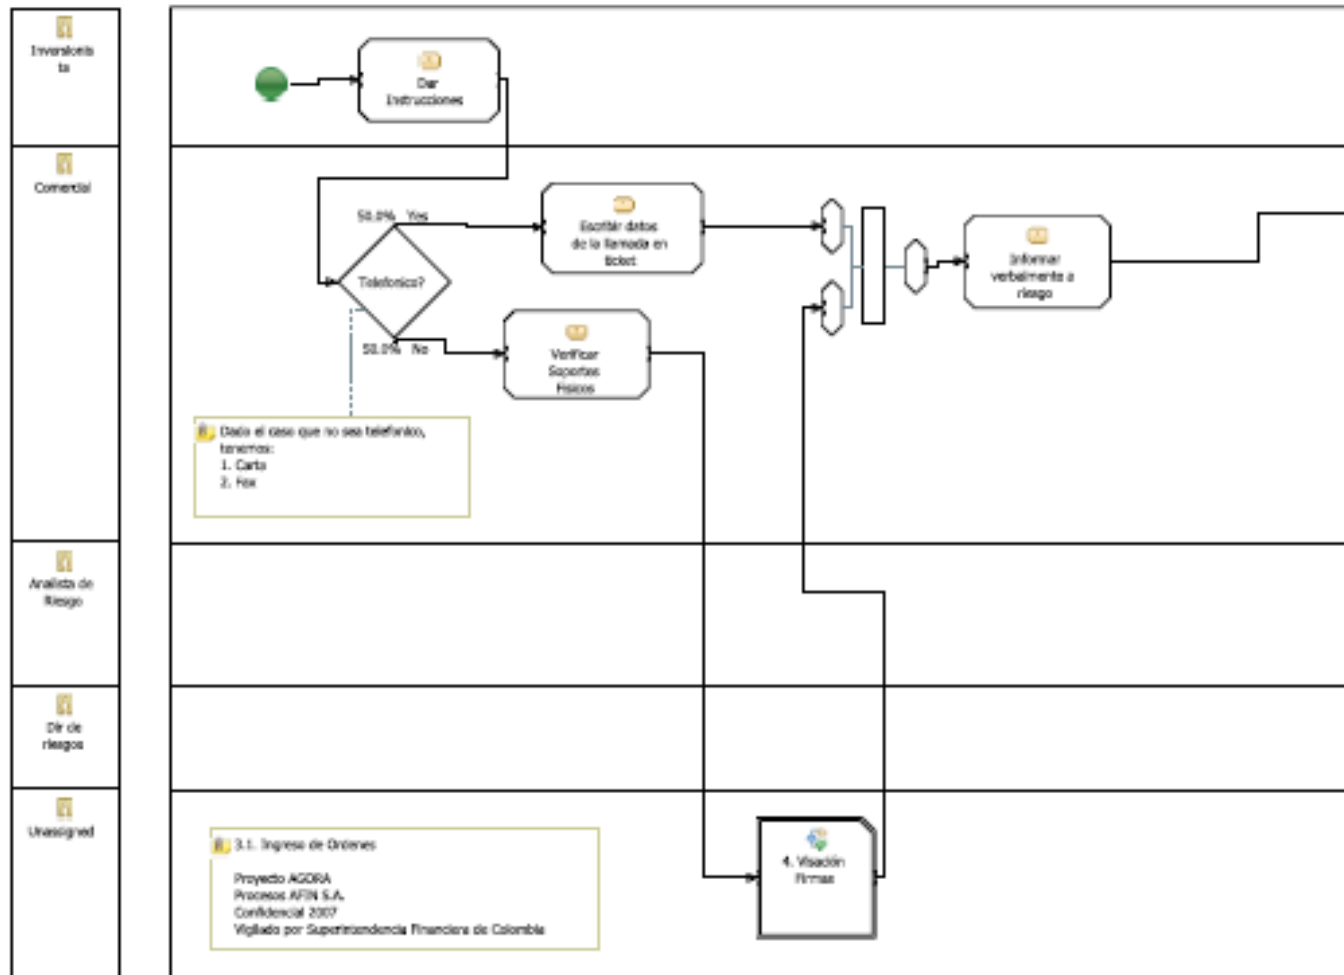 Inversionis
ta
Dar
Instrucciones
Comercial
50.0% Yes
Escribir datos
de la llamada en
ticket
Telefonico?
Informar
verbalmente a
riesgo
50.0% No
Verificar
Soportes
Fisicos
Dado el caso que no sea telefonico,
tenemos:
1. Carta
2. Fax
Analista de
Riesgo
Dir de
riesgos
Unassigned
3.1. Ingreso de Ordenes
Proyecto AGORA
Procesos AFIN S.A.
Confidencial 2007
Vigilado por Superintendencia Financiera de Colombia
4. Visación
Firmas